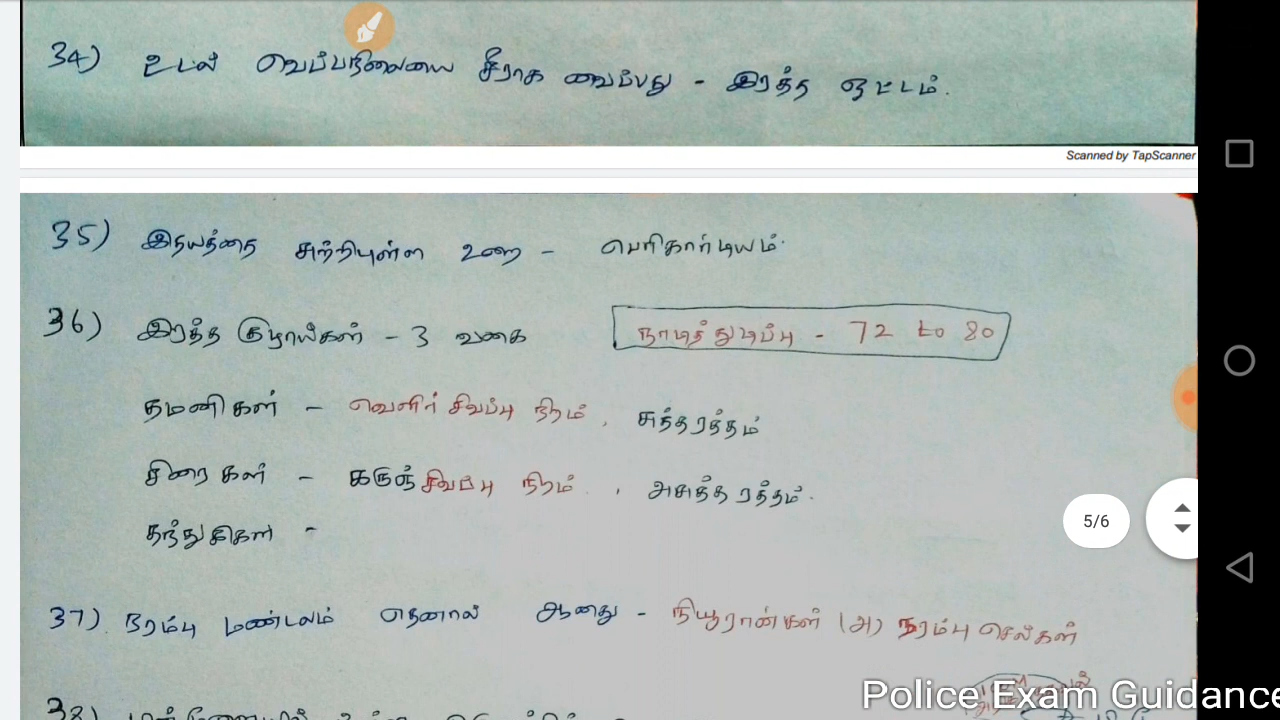 34) உடல் வெப்பநிலையை சீராக வைப்பது - இரத்த ஓட்டம்.
Scanned by TapScanner
35) இதயத்தை சுற்றியுள்ள உறை - பெரிகார்டியம்.
36) இரத்த குழாய்கள் - 3 வகை நாடித்துடிப்பு - 72 to 80
தமனிகள் - வெளிர் சிவப்பு நிறம், சுத்தரத்தம்
சிரைகள் - கருஞ்சிவப்பு நிறம், அசுத்த ரத்தம்.
தந்துகிகள் -
5/6
37) நரம்பு மண்டலம் எதனால் ஆனது - நியூரான்கள் (அ) நரம்பு செல்கள்
38)
Police Exam Guidance